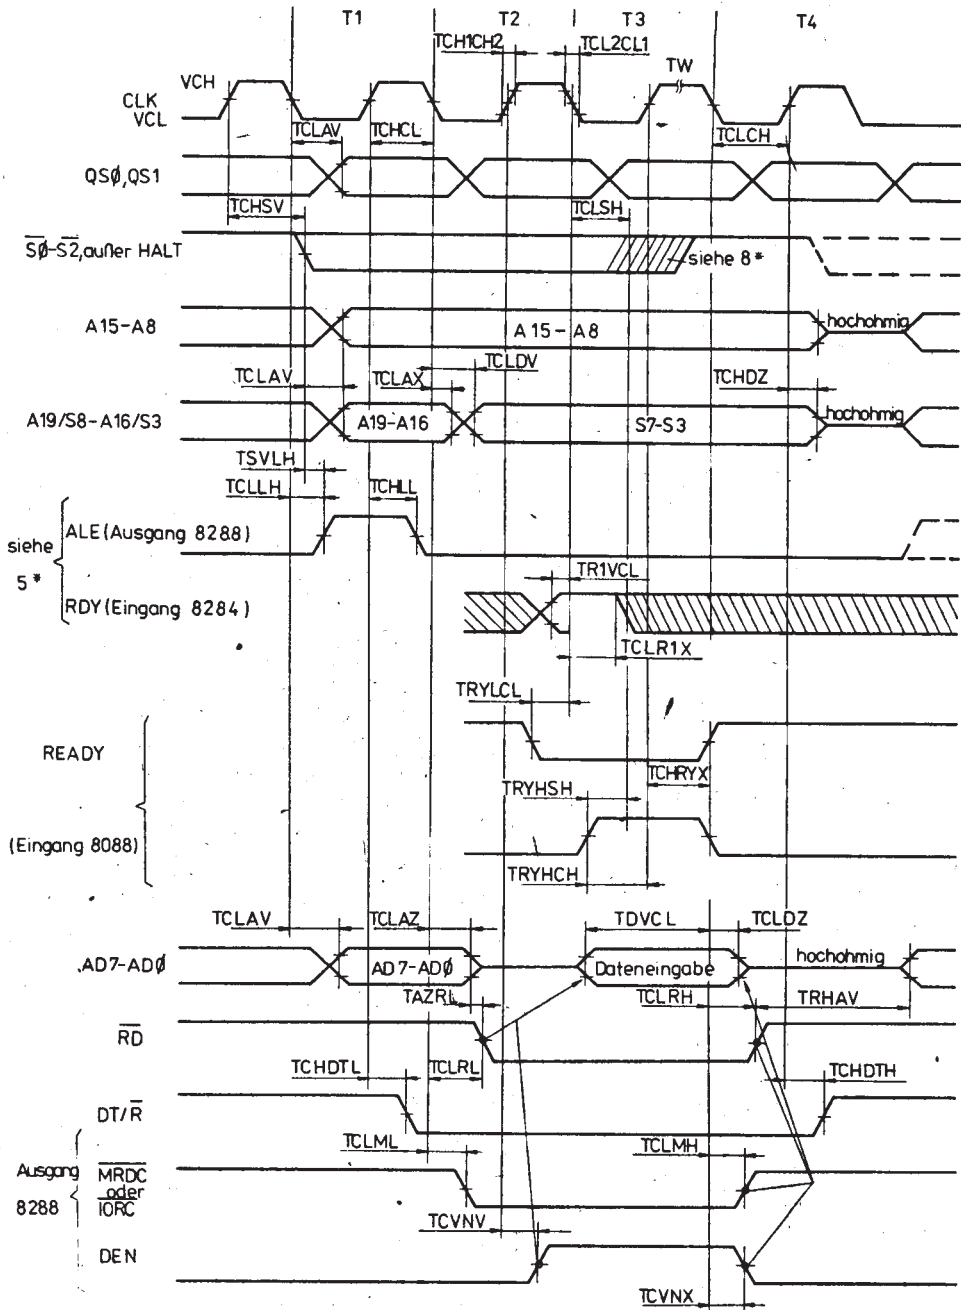 T1 T2 T3 T4
TCH1CH2 TCL2CL1
TW
VCH
CLK
VCL
TCLAV TCHCL TCLCH
QSØ,QS1
TCHSV TCLSH
SØ-S2,außer HALT siehe 8*
A15-A8 A15-A8 hochohmig
TCLDV
TCLAV TCLAX TCHDZ
A19/S8-A16/S3 A19-A16 S7-S3 hochohmig
TSVLH
TCLLH TCHLL
ALE (Ausgang 8288)
siehe
5*
TR1VCL
RDY (Eingang 8284)
TCLR1X
TRYLCL
READY
TCHRYX
TRYHSH
(Eingang 8088)
TRYHCH
TCLAV TCLAZ TDVCL TCLDZ
AD7-ADØ AD7-ADØ Dateneingabe hochohmig
TAZRL TCLRH TRHAV
RD
TCHDTL TCLRL TCHDTH
DT/R
TCLML TCLMH
Ausgang
8288
MRDC
oder
IORC
TCVNV
DEN
TCVNX